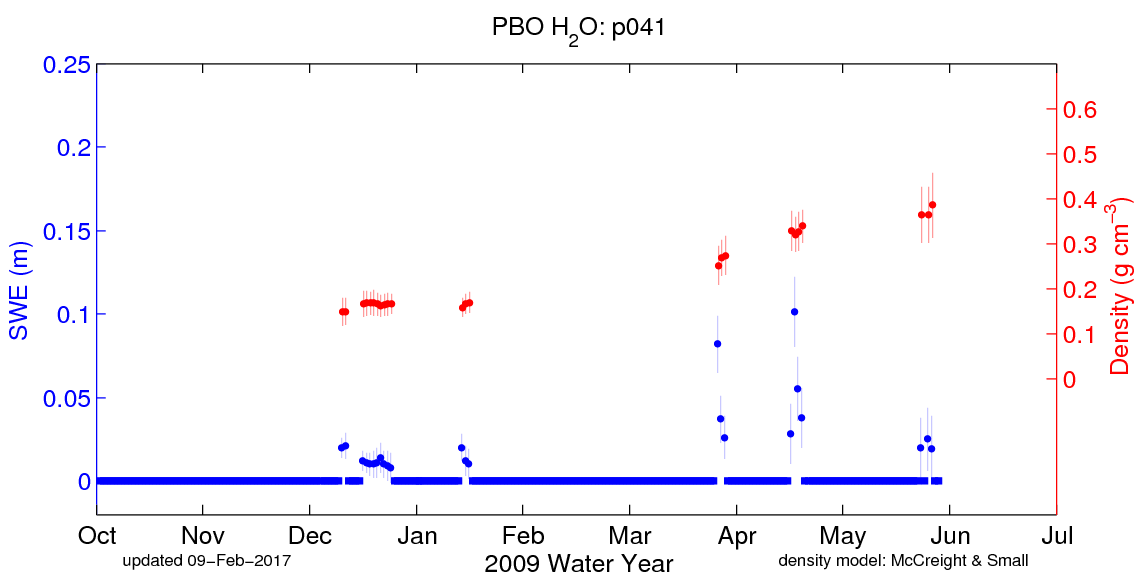 PBO H₂O: p041
0.25
0.2
0.15
0.1
0.05
0
SWE (m)
0.6
0.5
0.4
0.3
0.2
0.1
0
Density (g cm⁻³)
Oct Nov Dec Jan Feb Mar Apr May Jun Jul
updated 09−Feb−2017
2009 Water Year
density model: McCreight & Small